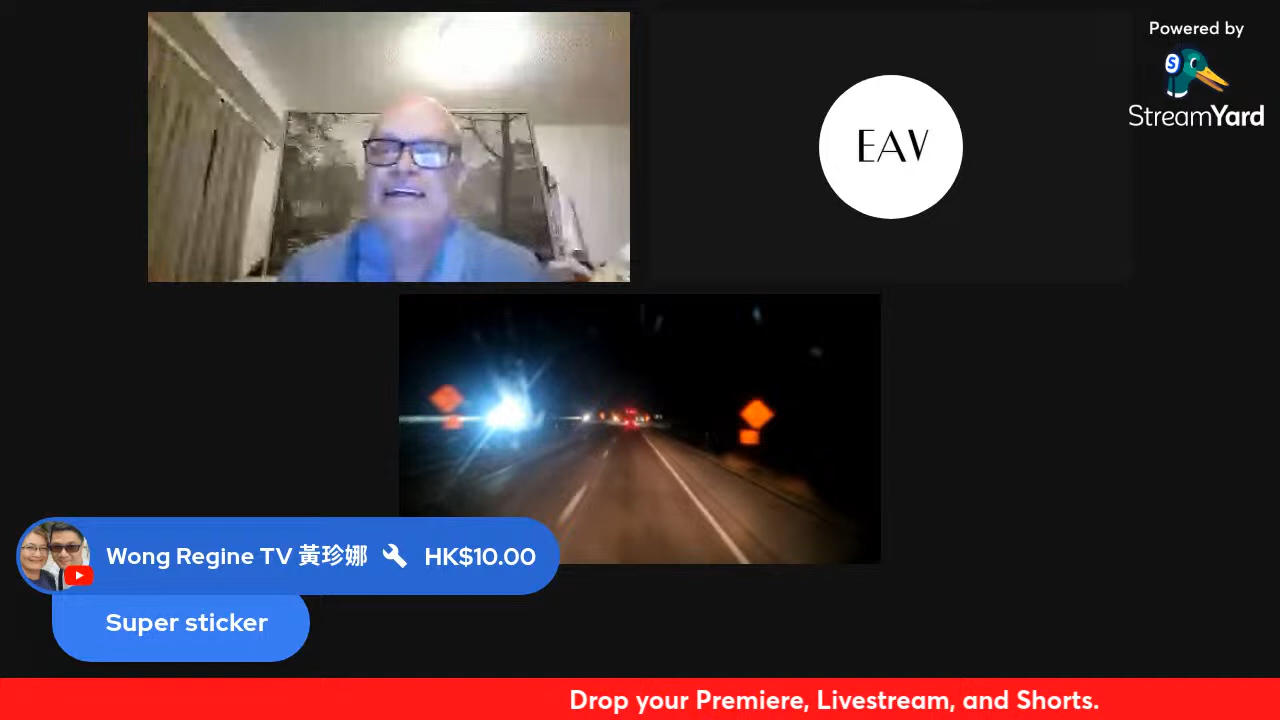 Powered by
S
StreamYard
EAV
Wong Regine TV 黃珍娜 HK$10.00
Super sticker
Drop your Premiere, Livestream, and Shorts.